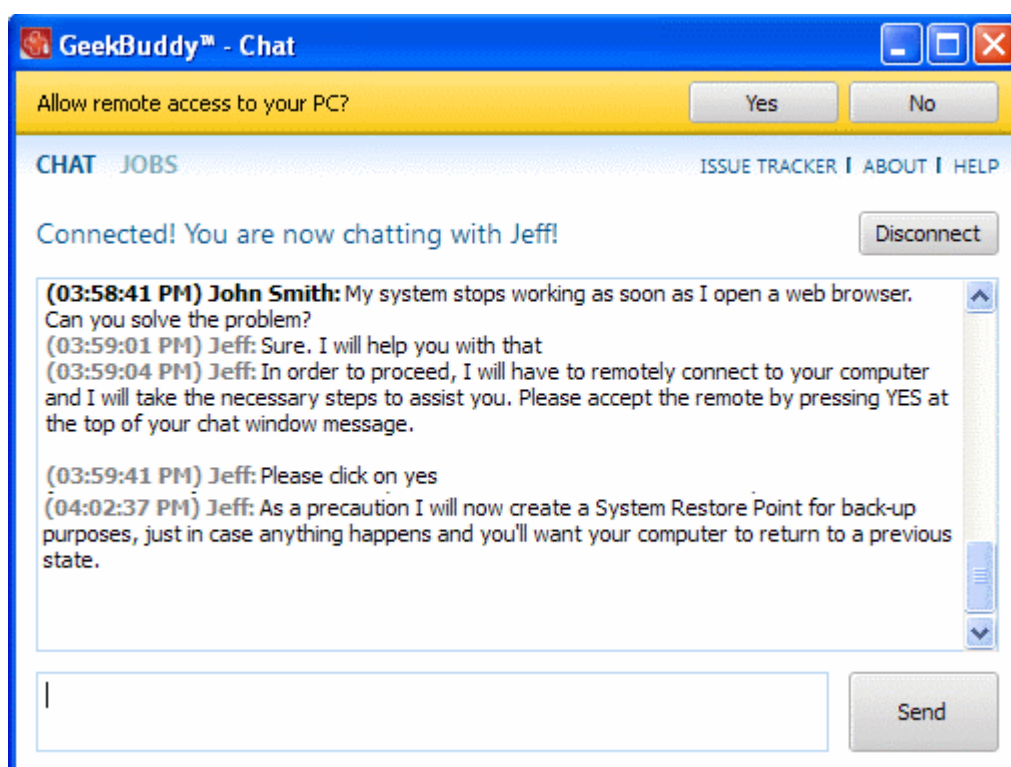 GeekBuddy™ - Chat
Allow remote access to your PC? Yes No
CHAT JOBS ISSUE TRACKER | ABOUT | HELP
Connected! You are now chatting with Jeff! Disconnect
(03:58:41 PM) John Smith: My system stops working as soon as I open a web browser.
Can you solve the problem?
(03:59:01 PM) Jeff: Sure. I will help you with that
(03:59:04 PM) Jeff: In order to proceed, I will have to remotely connect to your computer
and I will take the necessary steps to assist you. Please accept the remote by pressing YES at
the top of your chat window message.
(03:59:41 PM) Jeff: Please click on yes
(04:02:37 PM) Jeff: As a precaution I will now create a System Restore Point for back-up
purposes, just in case anything happens and you'll want your computer to return to a previous
state.
Send